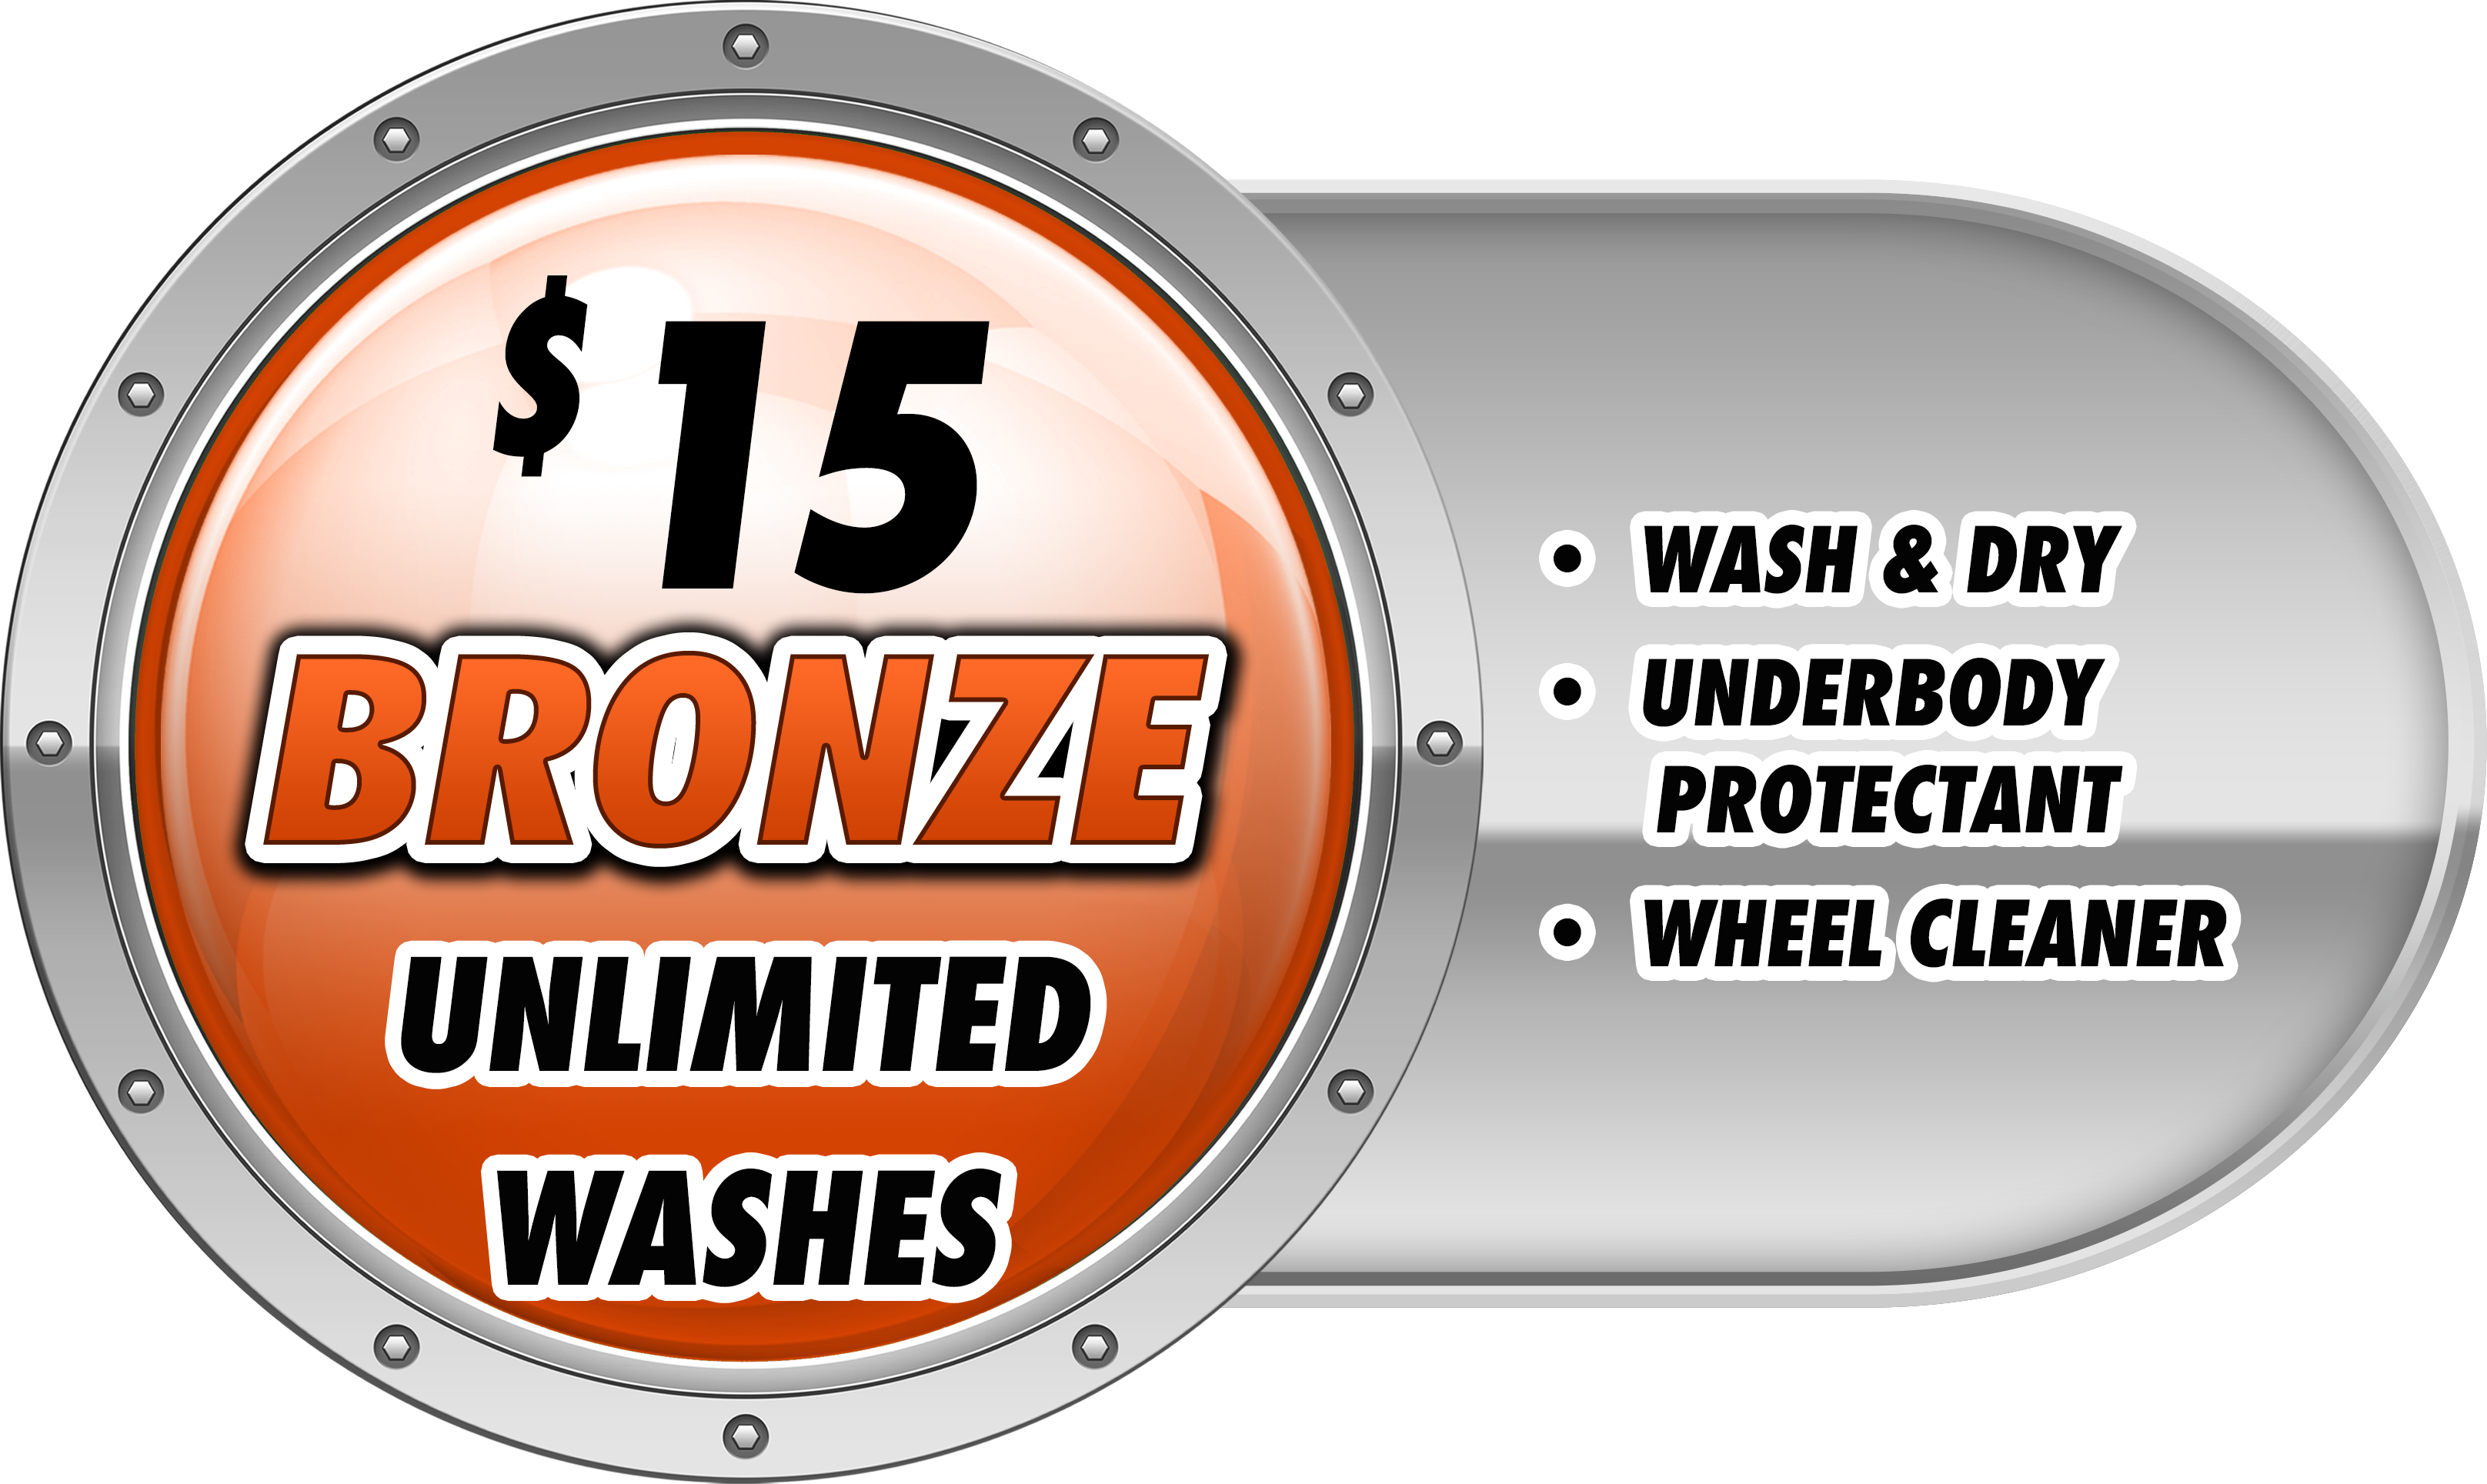 $15
BRONZE
UNLIMITED
WASHES
• WASH & DRY
• UNDERBODY
PROTECTANT
• WHEEL CLEANER